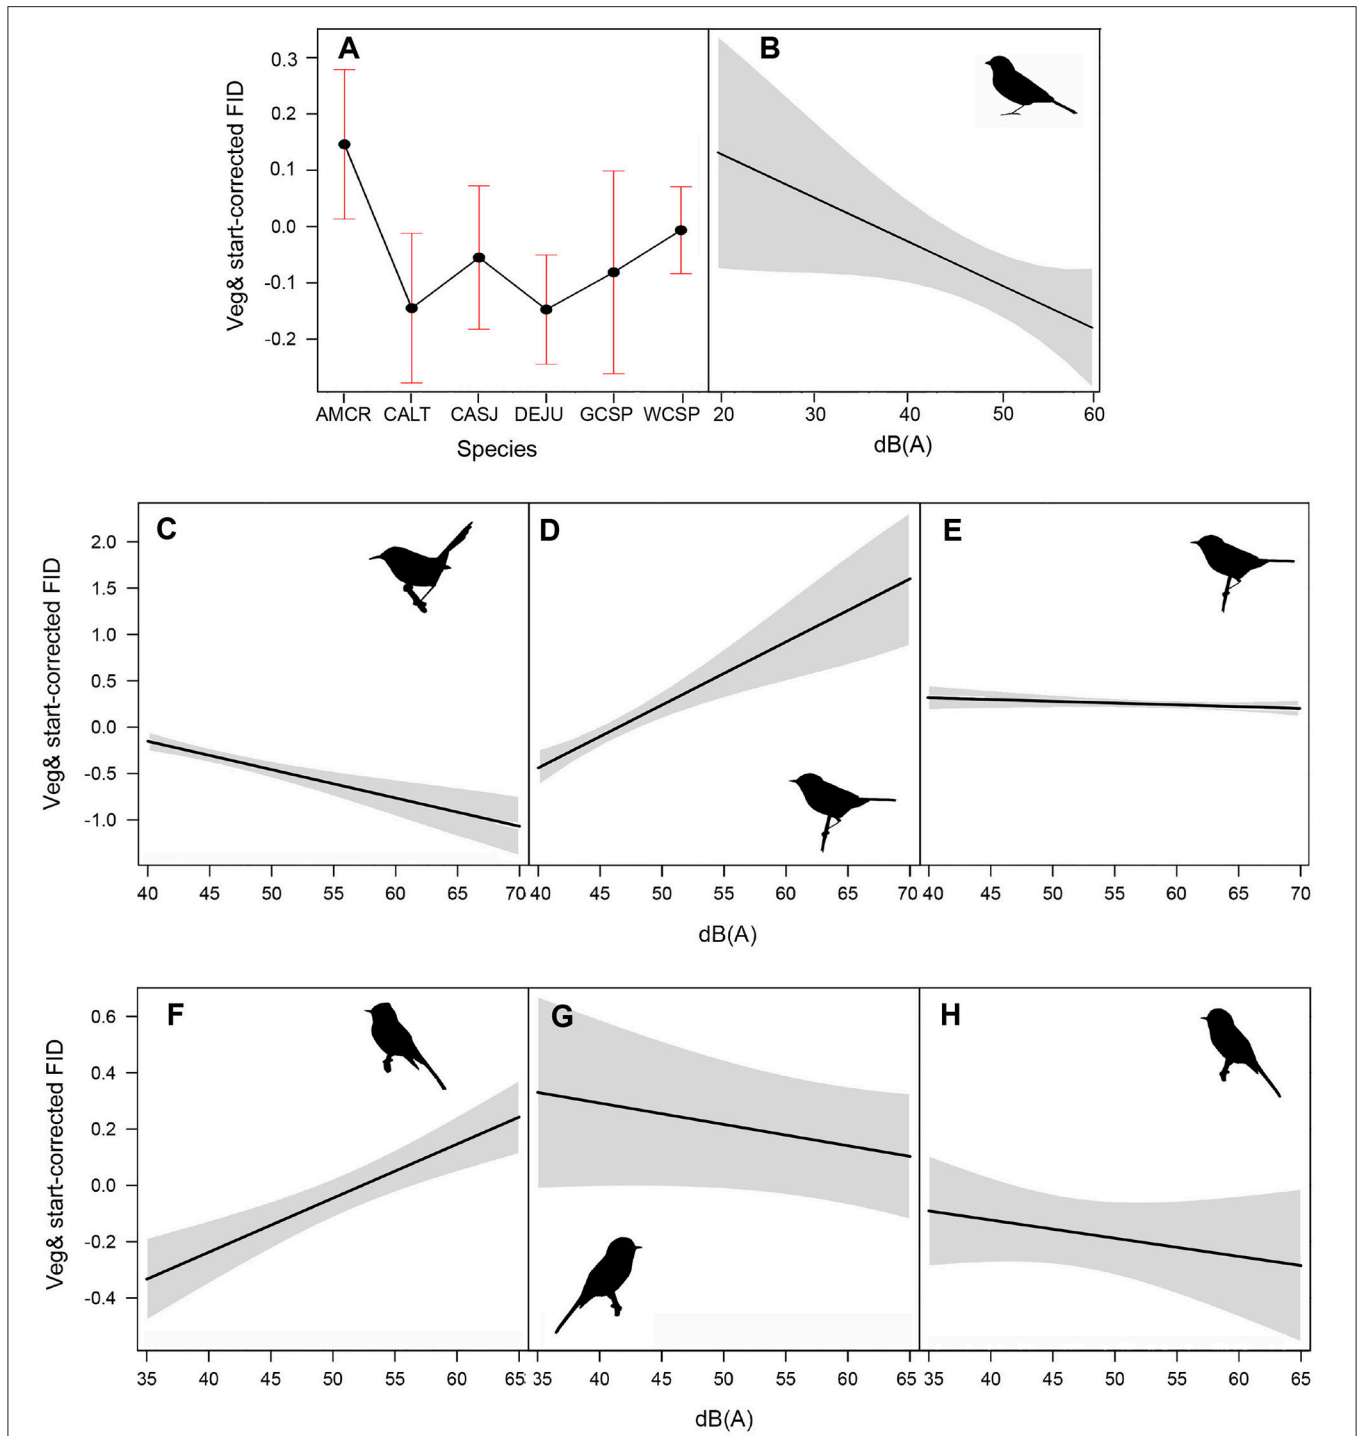 A
B
Veg& start-corrected FID
0.3
0.2
0.1
0.0
-0.1
-0.2
AMCR CALT CASJ DEJU GCSP WCSP
Species
20 30 40 50 60
dB(A)
C
D
E
Veg& start-corrected FID
2.0
1.5
1.0
0.5
0.0
-0.5
-1.0
40 45 50 55 60 65 70 40 45 50 55 60 65 70 40 45 50 55 60 65 70
dB(A)
F
G
H
Veg& start-corrected FID
0.6
0.4
0.2
0.0
-0.2
-0.4
35 40 45 50 55 60 65 35 40 45 50 55 60 65 35 40 45 50 55 60 65
dB(A)